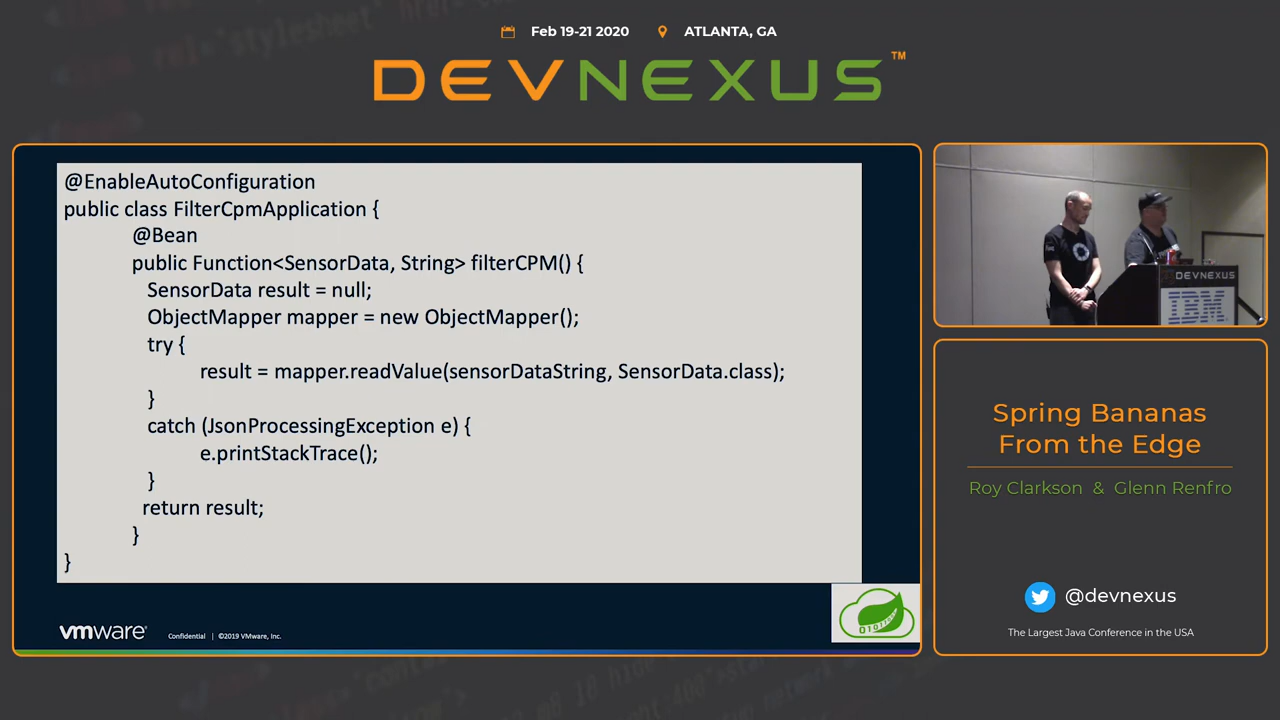 Feb 19-21 2020 ATLANTA, GA
DEVNEXUS™
@EnableAutoConfiguration
public class FilterCpmApplication {
@Bean
public Function<SensorData, String> filterCPM() {
SensorData result = null;
ObjectMapper mapper = new ObjectMapper();
try {
result = mapper.readValue(sensorDataString, SensorData.class);
}
catch (JsonProcessingException e) {
e.printStackTrace();
}
return result;
}
}
vmware® Confidential | ©2019 VMware, Inc.
DEVNEXUS
IBM
Spring Bananas
From the Edge
Roy Clarkson & Glenn Renfro
@devnexus
The Largest Java Conference in the USA